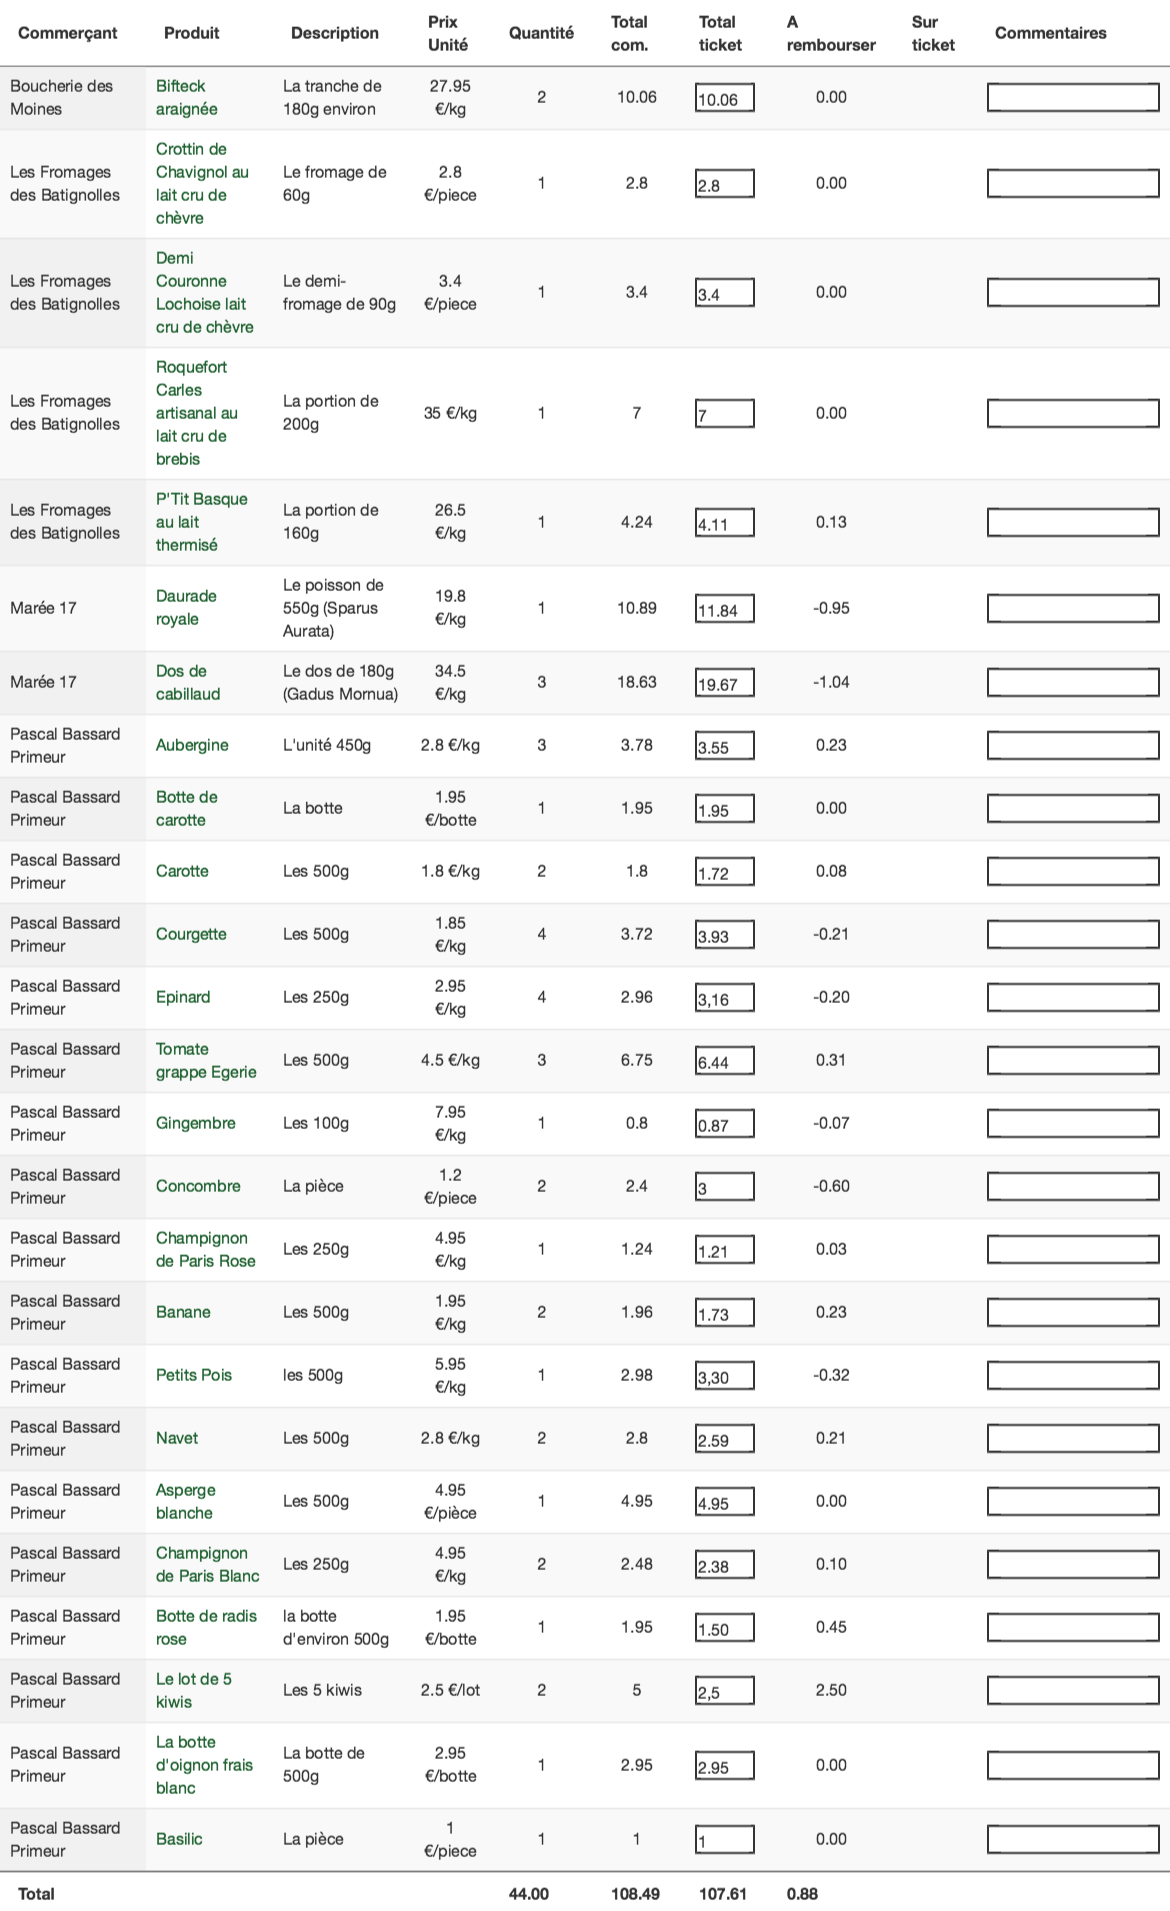 Commerçant Produit Description Prix Unité Quantité Total com. Total ticket A rembourser Sur ticket Commentaires
Boucherie des Moines Bifteck araignée La tranche de 180g environ 27.95 €/kg 2 10.06 10.06 0.00
Les Fromages des Batignolles Crottin de Chavignol au lait cru de chèvre Le fromage de 60g 2.8 €/piece 1 2.8 2.8 0.00
Les Fromages des Batignolles Demi Couronne Lochoise lait cru de chèvre Le demi-fromage de 90g 3.4 €/piece 1 3.4 3.4 0.00
Les Fromages des Batignolles Roquefort Carles artisanal au lait cru de brebis La portion de 200g 35 €/kg 1 7 7 0.00
Les Fromages des Batignolles P'Tit Basque au lait thermisé La portion de 160g 26.5 €/kg 1 4.24 4.11 0.13
Marée 17 Daurade royale Le poisson de 550g (Sparus Aurata) 19.8 €/kg 1 10.89 11.84 -0.95
Marée 17 Dos de cabillaud Le dos de 180g (Gadus Mornua) 34.5 €/kg 3 18.63 19.67 -1.04
Pascal Bassard Primeur Aubergine L'unité 450g 2.8 €/kg 3 3.78 3.55 0.23
Pascal Bassard Primeur Botte de carotte La botte 1.95 €/botte 1 1.95 1.95 0.00
Pascal Bassard Primeur Carotte Les 500g 1.8 €/kg 2 1.8 1.72 0.08
Pascal Bassard Primeur Courgette Les 500g 1.85 €/kg 4 3.72 3.93 -0.21
Pascal Bassard Primeur Epinard Les 250g 2.95 €/kg 4 2.96 3,16 -0.20
Pascal Bassard Primeur Tomate grappe Egerie Les 500g 4.5 €/kg 3 6.75 6.44 0.31
Pascal Bassard Primeur Gingembre Les 100g 7.95 €/kg 1 0.8 0.87 -0.07
Pascal Bassard Primeur Concombre La pièce 1.2 €/piece 2 2.4 3 -0.60
Pascal Bassard Primeur Champignon de Paris Rose Les 250g 4.95 €/kg 1 1.24 1.21 0.03
Pascal Bassard Primeur Banane Les 500g 1.95 €/kg 2 1.96 1.73 0.23
Pascal Bassard Primeur Petits Pois les 500g 5.95 €/kg 1 2.98 3,30 -0.32
Pascal Bassard Primeur Navet Les 500g 2.8 €/kg 2 2.8 2.59 0.21
Pascal Bassard Primeur Asperge blanche Les 500g 4.95 €/pièce 1 4.95 4.95 0.00
Pascal Bassard Primeur Champignon de Paris Blanc Les 250g 4.95 €/kg 2 2.48 2.38 0.10
Pascal Bassard Primeur Botte de radis rose la botte d'environ 500g 1.95 €/botte 1 1.95 1.50 0.45
Pascal Bassard Primeur Le lot de 5 kiwis Les 5 kiwis 2.5 €/lot 2 5 2,5 2.50
Pascal Bassard Primeur La botte d'oignon frais blanc La botte de 500g 2.95 €/botte 1 2.95 2.95 0.00
Pascal Bassard Primeur Basilic La pièce 1 €/piece 1 1 1 0.00
Total 44.00 108.49 107.61 0.88